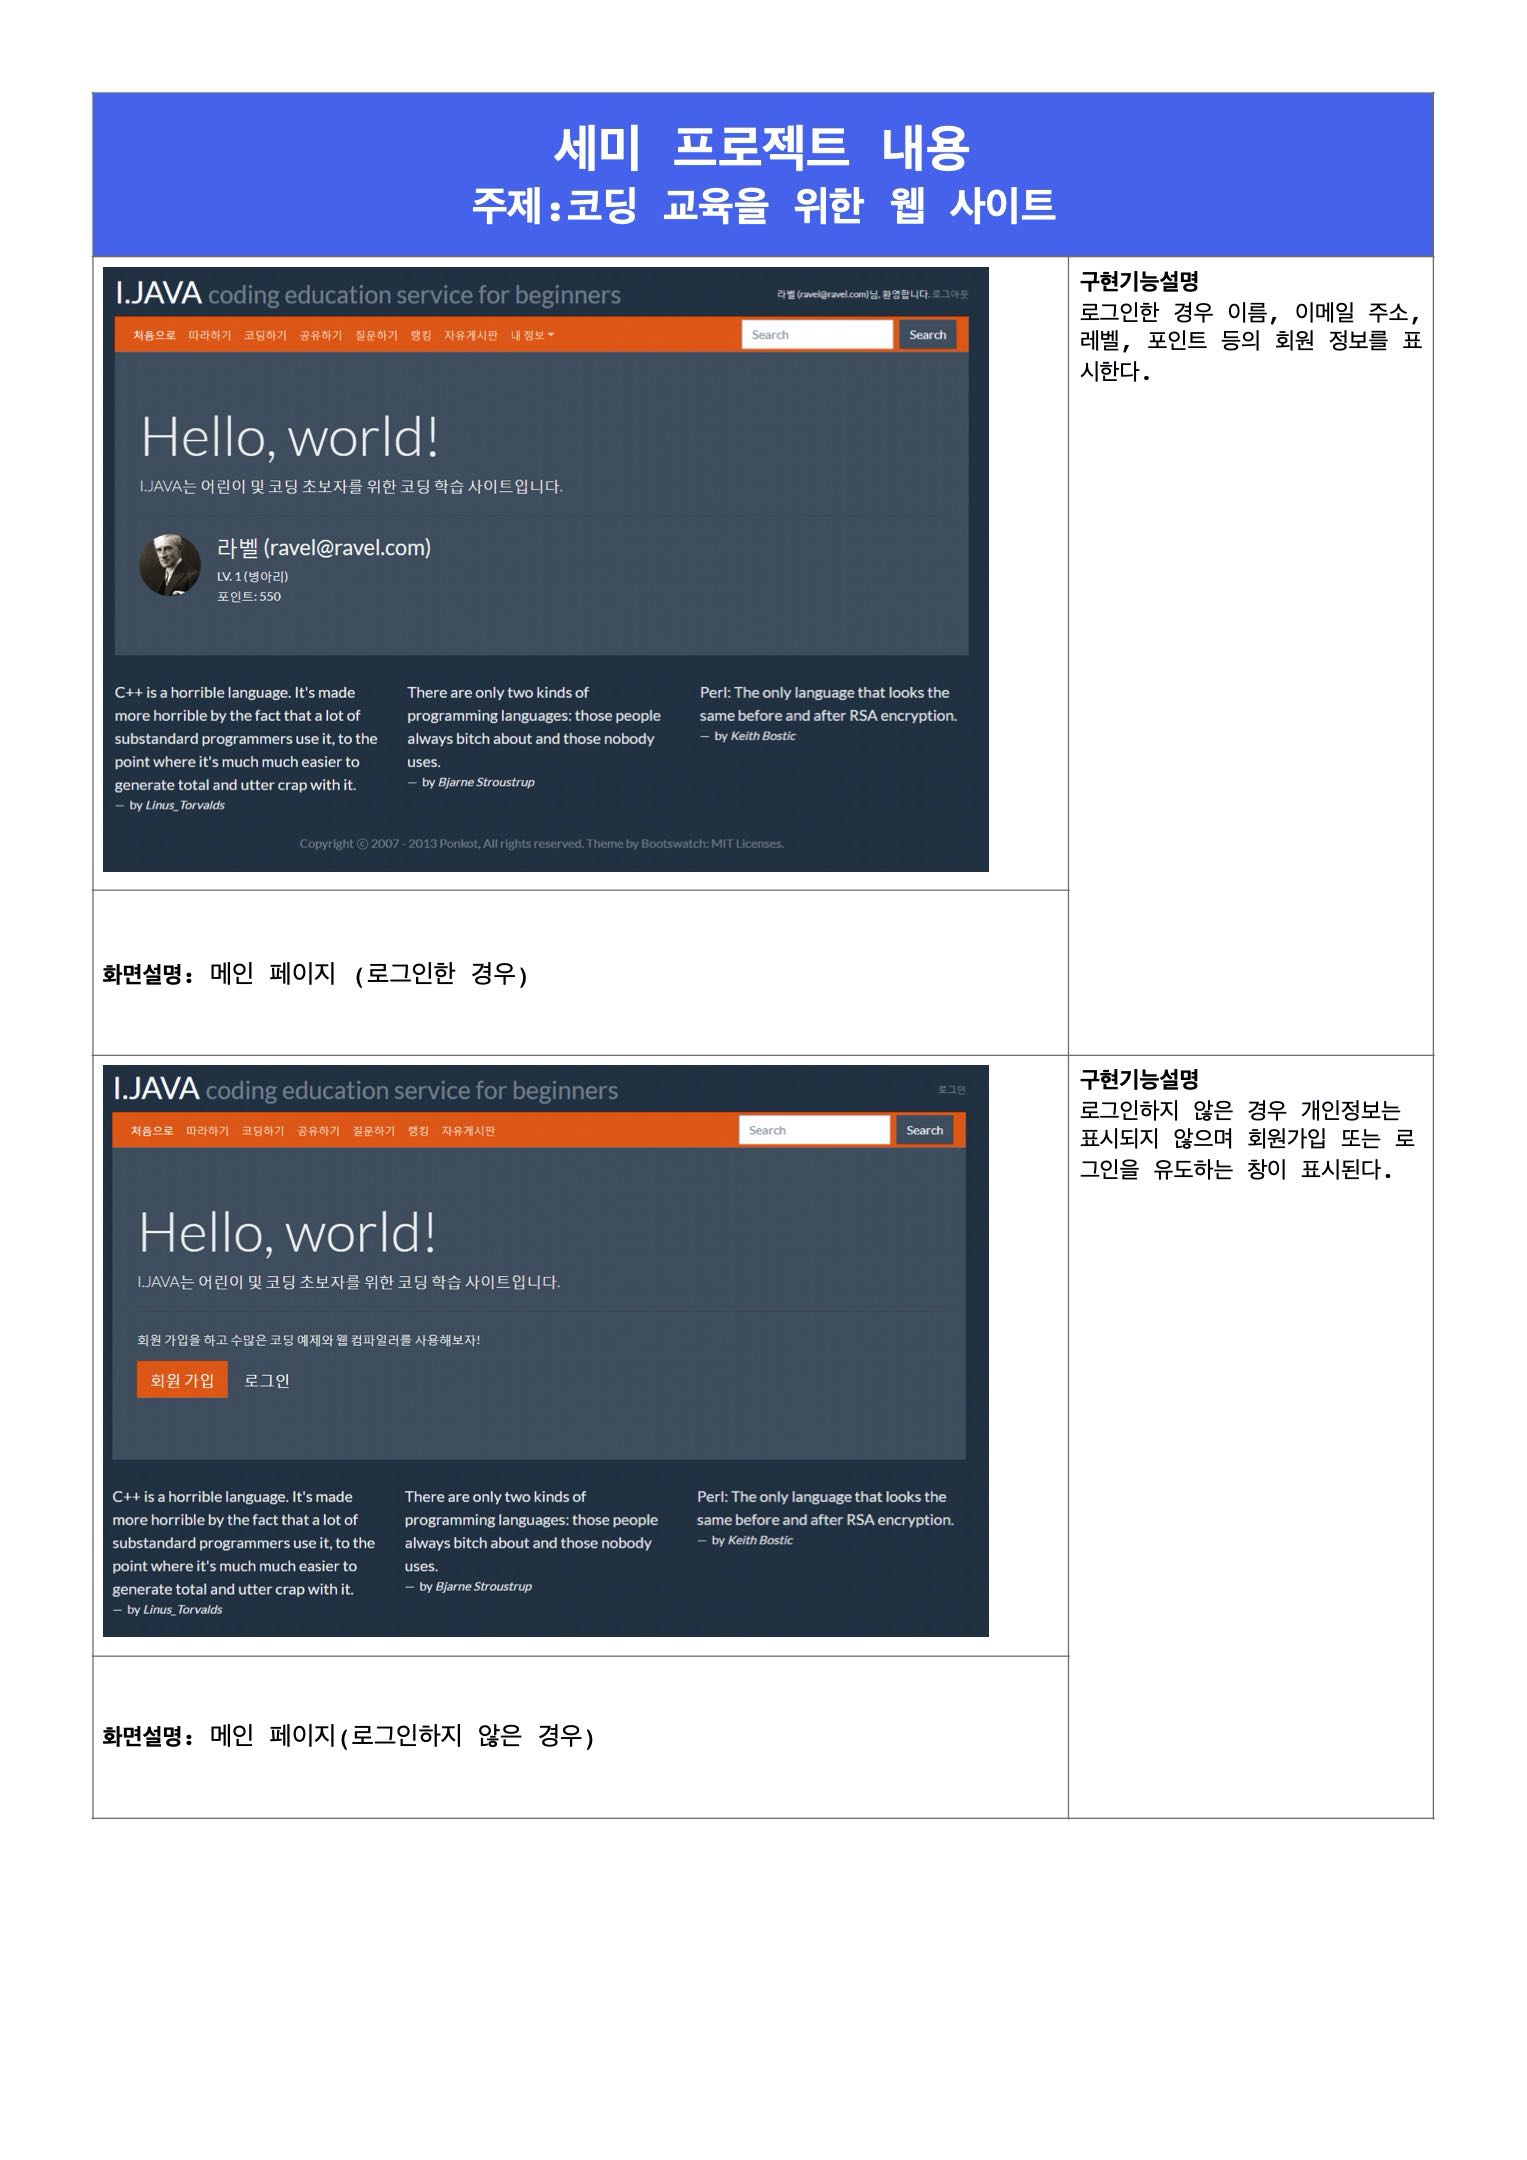 세미 프로젝트 내용
주제:코딩 교육을 위한 웹 사이트
I.JAVA coding education service for beginners
라벨 (ravel@ravel.com)님, 환영합니다. 로그아웃
처음으로 따라하기 코딩하기 공유하기 질문하기 랭킹 자유게시판 내 정보
Search Search
Hello, world!
I.JAVA는 어린이 및 코딩 초보자를 위한 코딩 학습 사이트입니다.
라벨 (ravel@ravel.com)
LV. 1 (병아리)
포인트: 550
C++ is a horrible language. It's made
more horrible by the fact that a lot of
substandard programmers use it, to the
point where it's much much easier to
generate total and utter crap with it.
— by Linus_Torvalds
There are only two kinds of
programming languages: those people
always bitch about and those nobody
uses.
— by Bjarne Stroustrup
Perl: The only language that looks the
same before and after RSA encryption.
— by Keith Bostic
Copyright ⓒ 2007 - 2013 Ponkot, All rights reserved. Theme by Bootswatch: MIT Licenses.
구현기능설명
로그인한 경우 이름, 이메일 주소,
레벨, 포인트 등의 회원 정보를 표
시한다.
화면설명: 메인 페이지 (로그인한 경우)
I.JAVA coding education service for beginners
로그인
처음으로 따라하기 코딩하기 공유하기 질문하기 랭킹 자유게시판
Search Search
Hello, world!
I.JAVA는 어린이 및 코딩 초보자를 위한 코딩 학습 사이트입니다.
회원 가입을 하고 수많은 코딩 예제와 웹 컴파일러를 사용해보자!
회원 가입 로그인
C++ is a horrible language. It's made
more horrible by the fact that a lot of
substandard programmers use it, to the
point where it's much much easier to
generate total and utter crap with it.
— by Linus_Torvalds
There are only two kinds of
programming languages: those people
always bitch about and those nobody
uses.
— by Bjarne Stroustrup
Perl: The only language that looks the
same before and after RSA encryption.
— by Keith Bostic
구현기능설명
로그인하지 않은 경우 개인정보는
표시되지 않으며 회원가입 또는 로
그인을 유도하는 창이 표시된다.
화면설명: 메인 페이지(로그인하지 않은 경우)